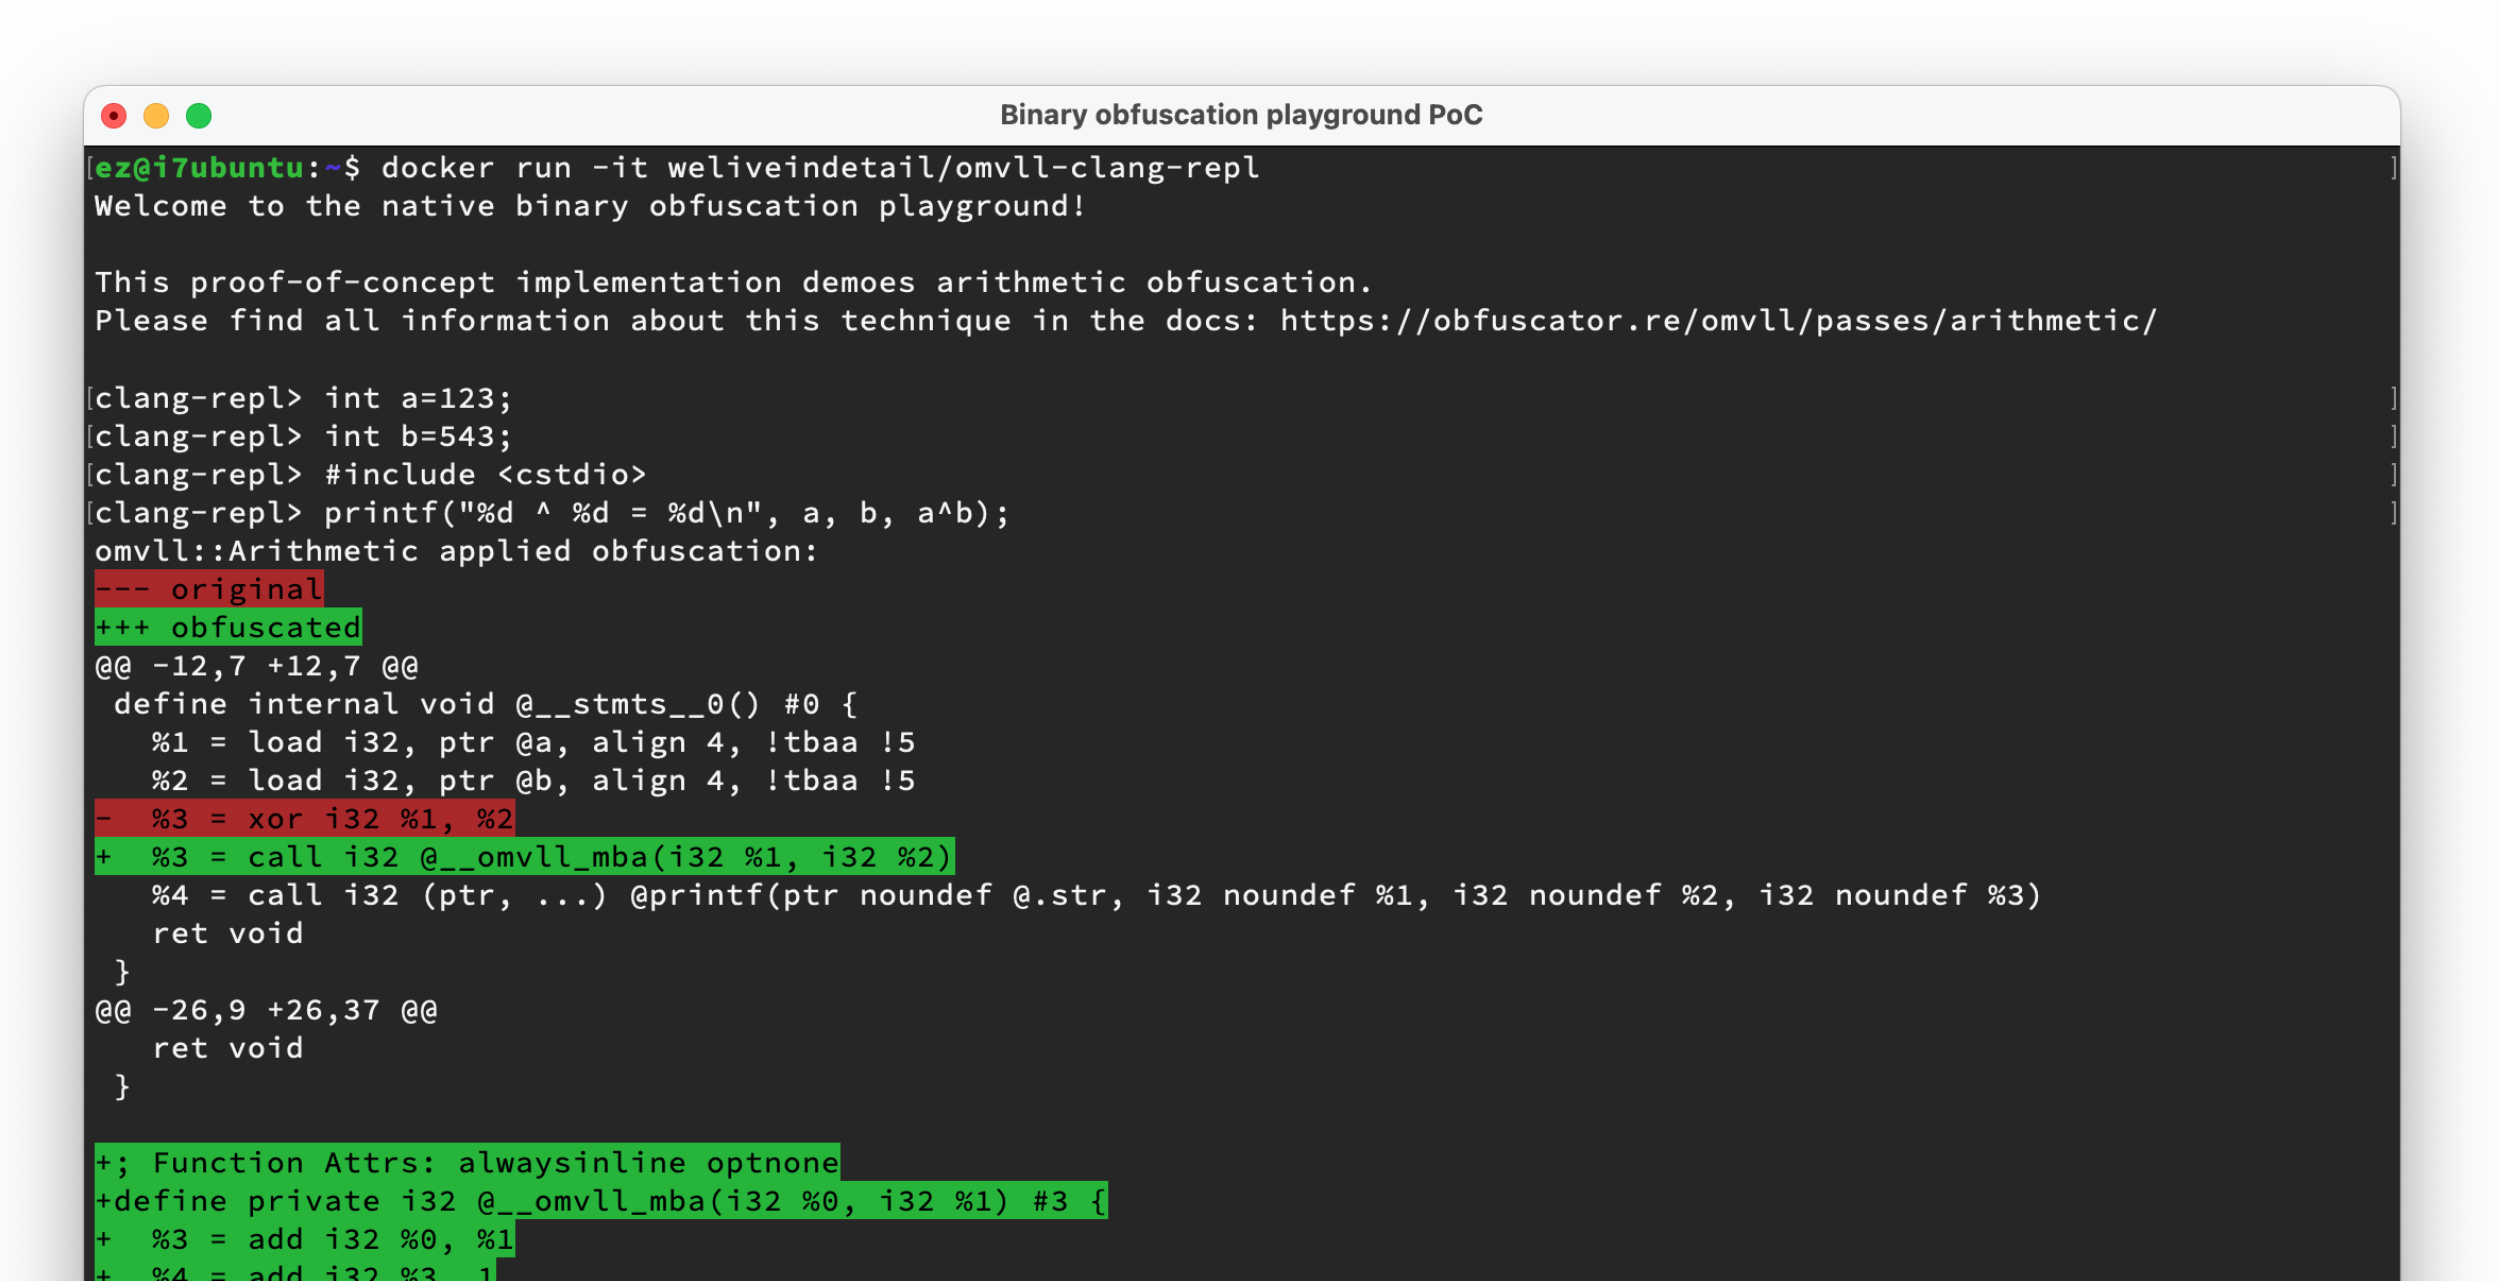 Binary obfuscation playground PoC
[ez@i7ubuntu:~$ docker run -it weliveindetail/omvll-clang-repl ]
Welcome to the native binary obfuscation playground!
This proof-of-concept implementation demoes arithmetic obfuscation.
Please find all information about this technique in the docs: https://obfuscator.re/omvll/passes/arithmetic/
[clang-repl> int a=123; ]
[clang-repl> int b=543; ]
[clang-repl> #include <cstdio> ]
[clang-repl> printf("%d ^ %d = %d\n", a, b, a^b); ]
omvll::Arithmetic applied obfuscation:
--- original
+++ obfuscated
@@ -12,7 +12,7 @@
 define internal void @__stmts__0() #0 {
   %1 = load i32, ptr @a, align 4, !tbaa !5
   %2 = load i32, ptr @b, align 4, !tbaa !5
-  %3 = xor i32 %1, %2
+  %3 = call i32 @__omvll_mba(i32 %1, i32 %2)
   %4 = call i32 (ptr, ...) @printf(ptr noundef @.str, i32 noundef %1, i32 noundef %2, i32 noundef %3)
   ret void
 }
@@ -26,9 +26,37 @@
   ret void
 }
+; Function Attrs: alwaysinline optnone
+define private i32 @__omvll_mba(i32 %0, i32 %1) #3 {
+  %3 = add i32 %0, %1
+  %4 = add i32 %3, 1